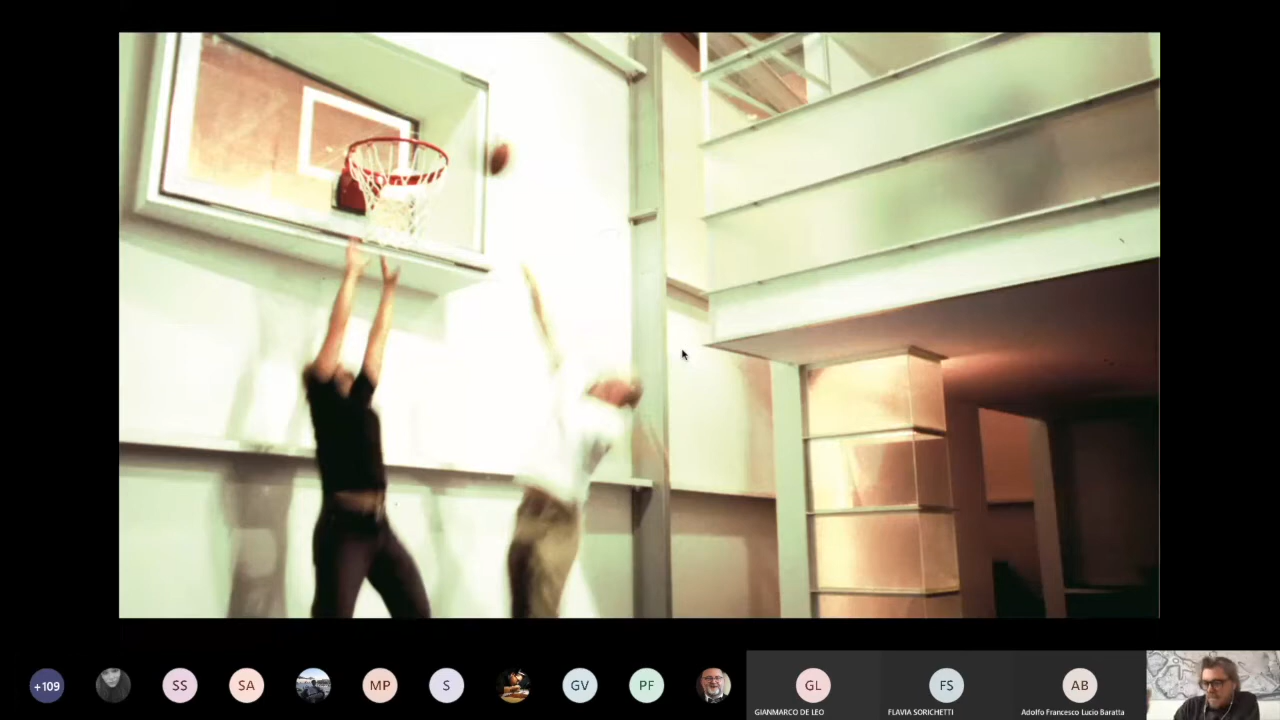 +109
SS
SA
MP
S
GV
PF
GL
FS
AB
GIANMARCO DE LEO
FLAVIA SORICHETTI
Adolfo Francesco Lucio Baratta